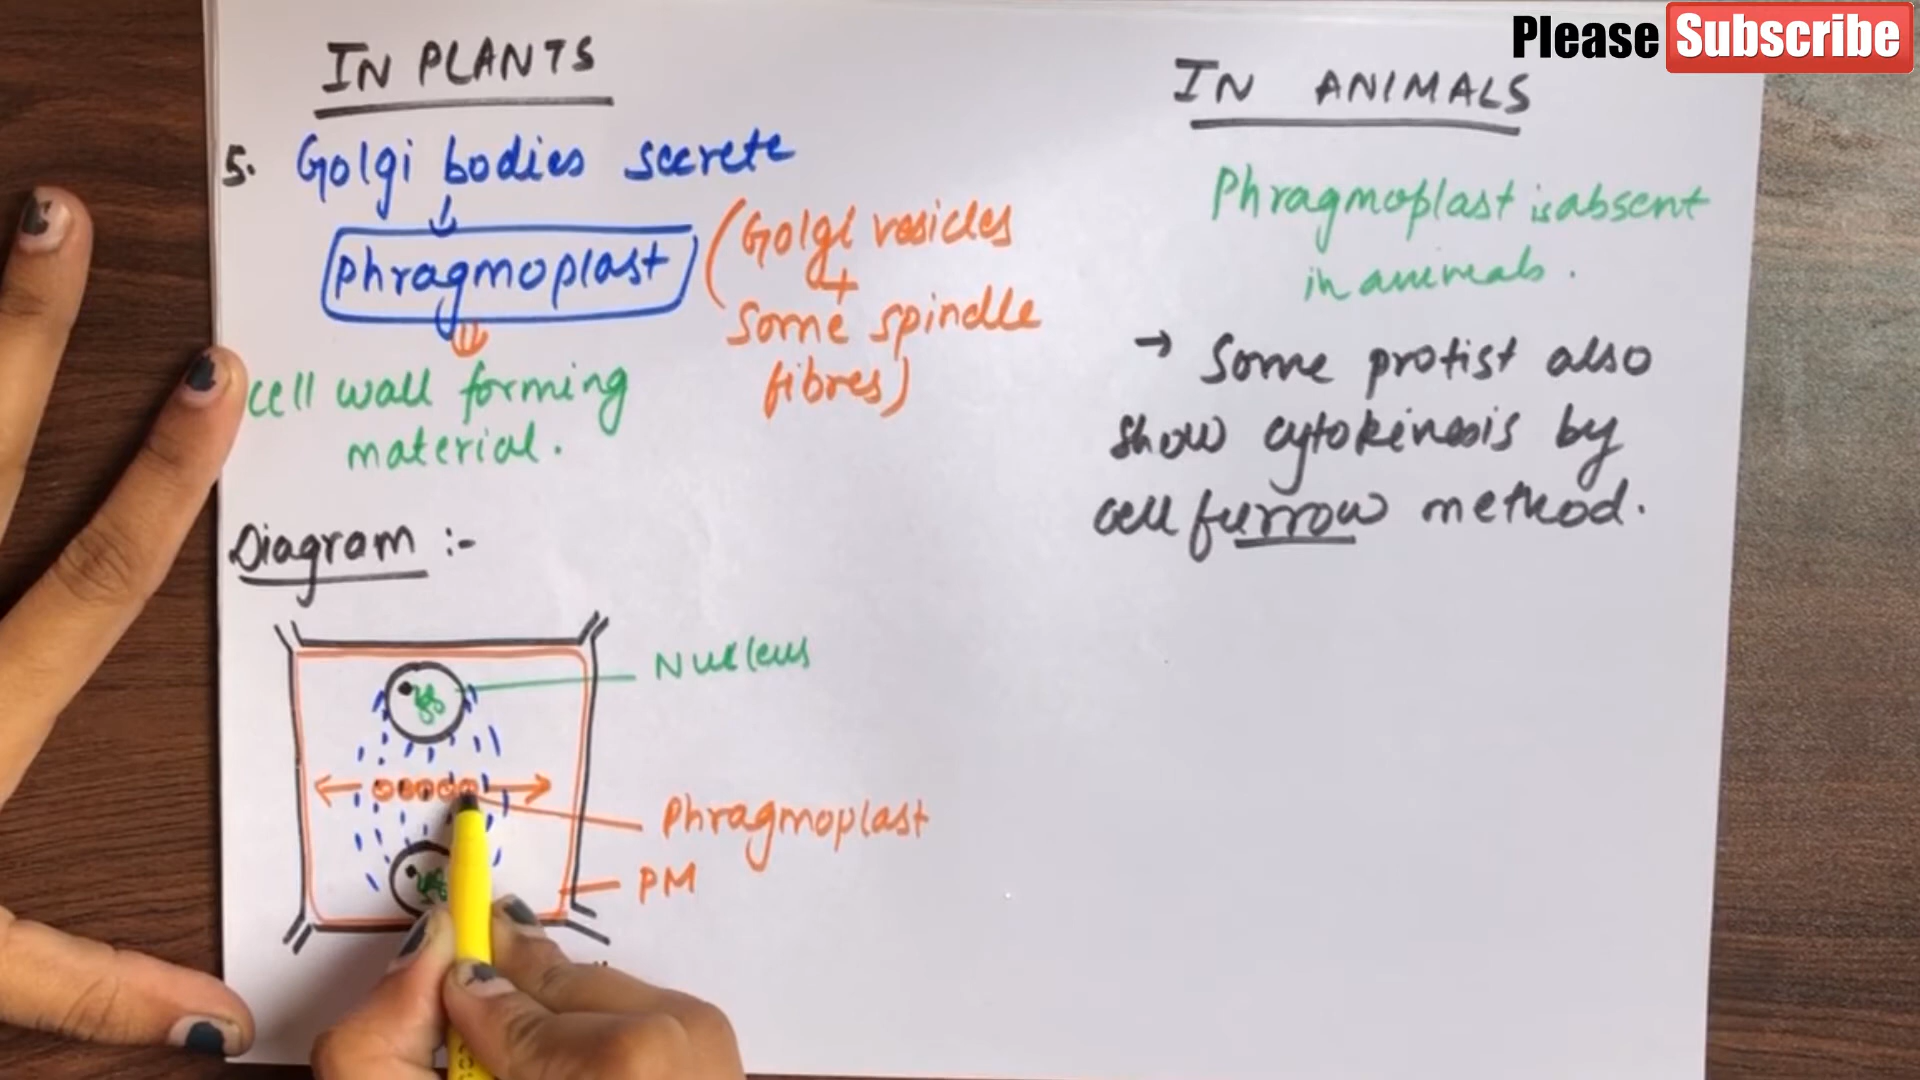 Please Subscribe
IN PLANTS
5. Golgi bodies secrete
Phragmoplast
(Golgi vesicles
+
Some spindle
fibres)
cell wall forming
material.
Diagram :-
Nucleus
Phragmoplast
PM
IN ANIMALS
Phragmoplast is absent
in animals.
→ Some protist also
show cytokinesis by
cell furrow method.